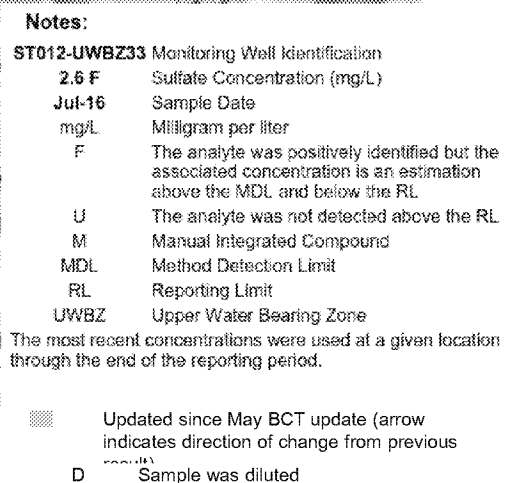 Notes:
ST012-UWBZ33 Monitoring Well Identification
2.6 F Sulfate Concentration (mg/L)
Jul-16 Sample Date
mg/L Milligram per liter
F The analyte was positively identified but the
associated concentration is an estimation
above the MDL and below the RL
U The analyte was not detected above the RL
M Manual Integrated Compound
MDL Method Detection Limit
RL Reporting Limit
UWBZ Upper Water Bearing Zone
The most recent concentrations were used at a given location
through the end of the reporting period.
Updated since May BCT update (arrow
indicates direction of change from previous
D Sample was diluted